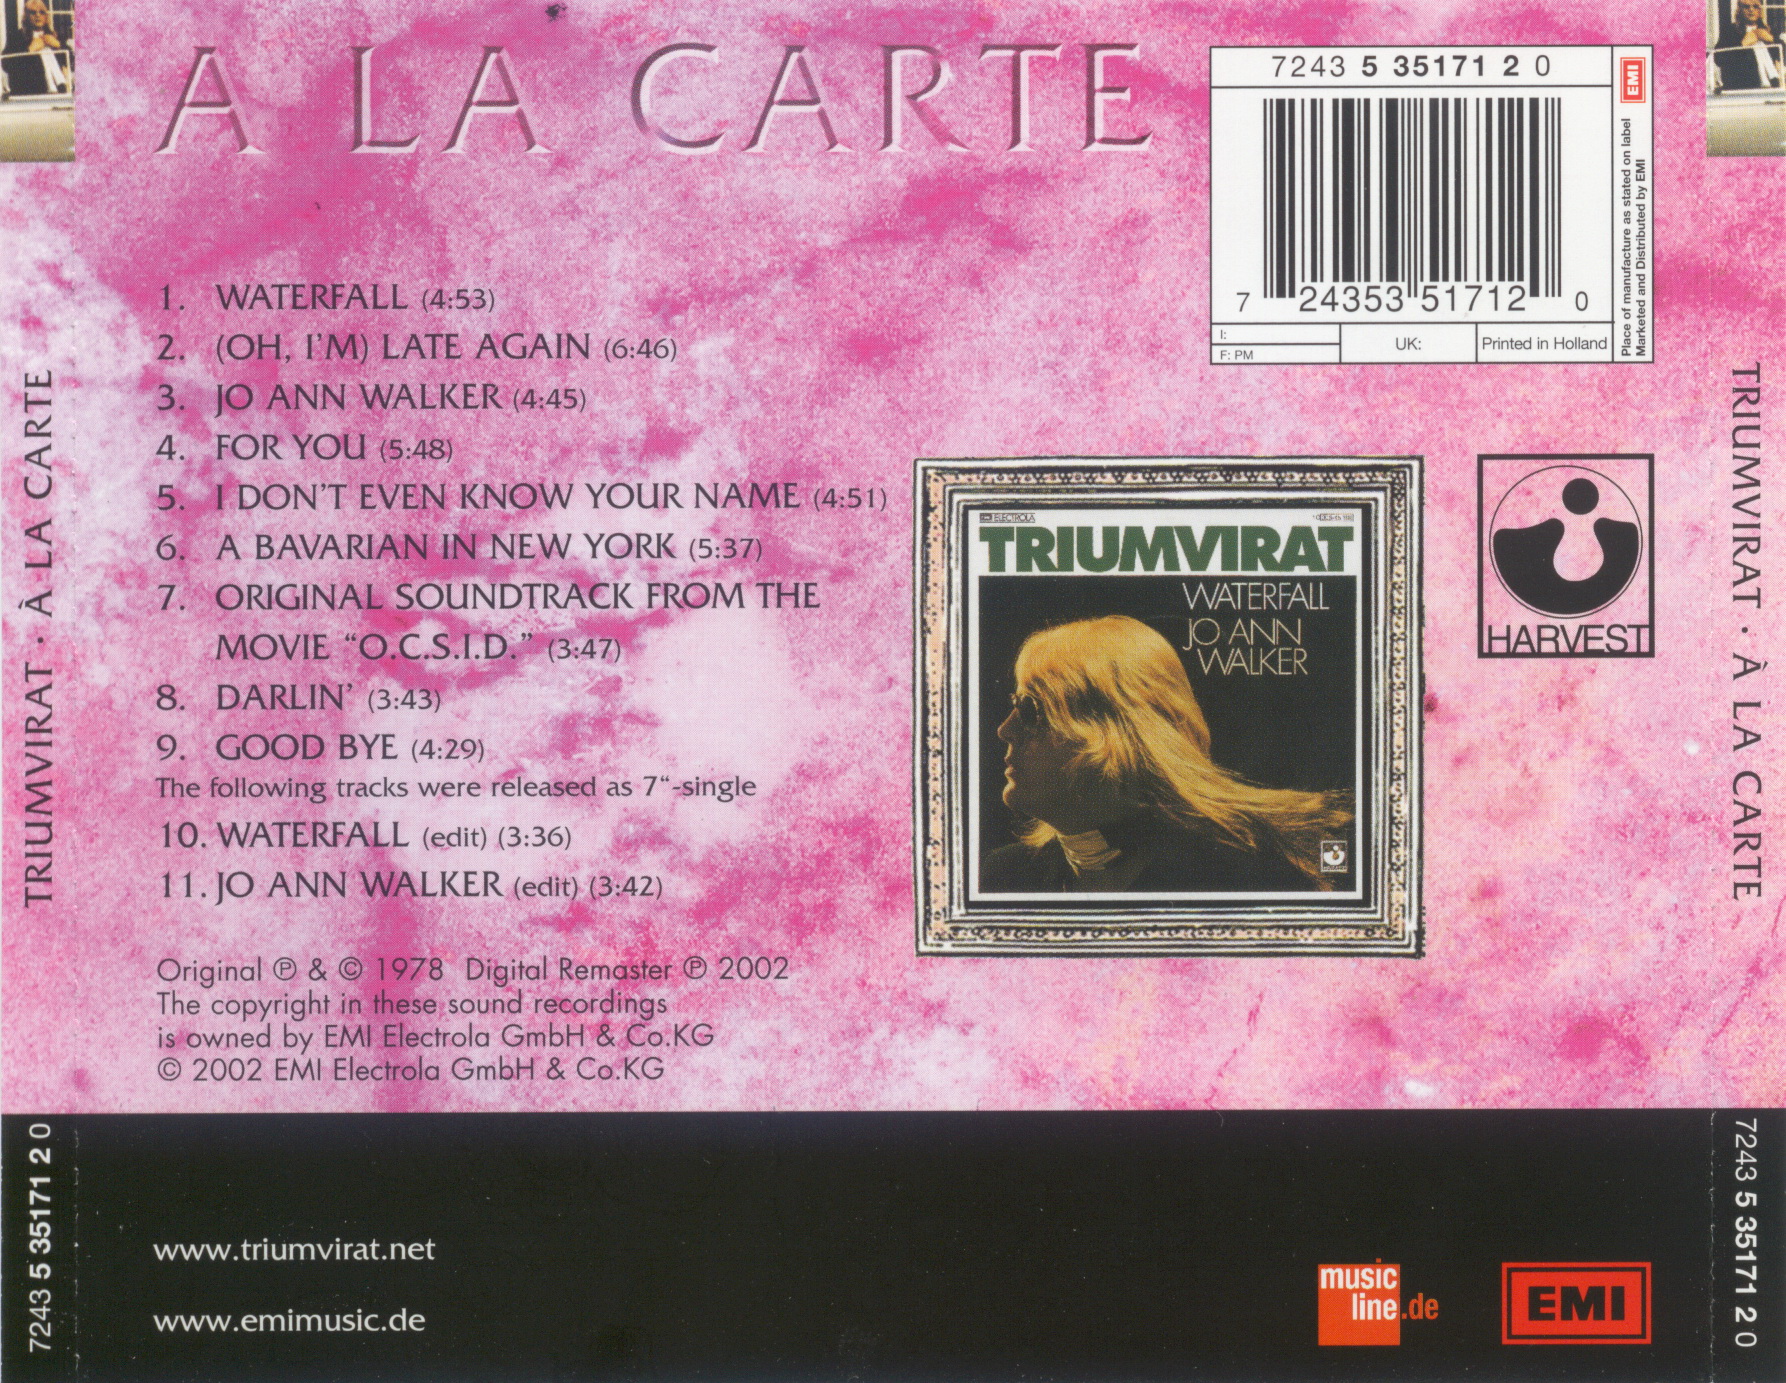 A LA CARTE
7243 5 35171 2 0
EMI
Place of manufacture as stated on label
Marketed and Distributed by EMI
7 24353 51712 0
I:
F: PM
UK:
Printed in Holland
1. WATERFALL (4:53)
2. (OH, I'M) LATE AGAIN (6:46)
3. JO ANN WALKER (4:45)
4. FOR YOU (5:48)
5. I DON'T EVEN KNOW YOUR NAME (4:51)
6. A BAVARIAN IN NEW YORK (5:37)
7. ORIGINAL SOUNDTRACK FROM THE
MOVIE “O.C.S.I.D.” (3:47)
8. DARLIN' (3:43)
9. GOOD BYE (4:29)
The following tracks were released as 7“-single
10. WATERFALL (edit) (3:36)
11. JO ANN WALKER (edit) (3:42)
Original ℗ & © 1978 Digital Remaster ℗ 2002
The copyright in these sound recordings
is owned by EMI Electrola GmbH & Co.KG
© 2002 EMI Electrola GmbH & Co.KG
ELECTROLA
TRIUMVIRAT
WATERFALL
JO ANN
WALKER
HARVEST
TRIUMVIRAT · À LA CARTE
7243 5 35171 2 0
TRIUMVIRAT · À LA CARTE
7243 5 35171 2 0
www.triumvirat.net
www.emimusic.de
music
line.de
EMI